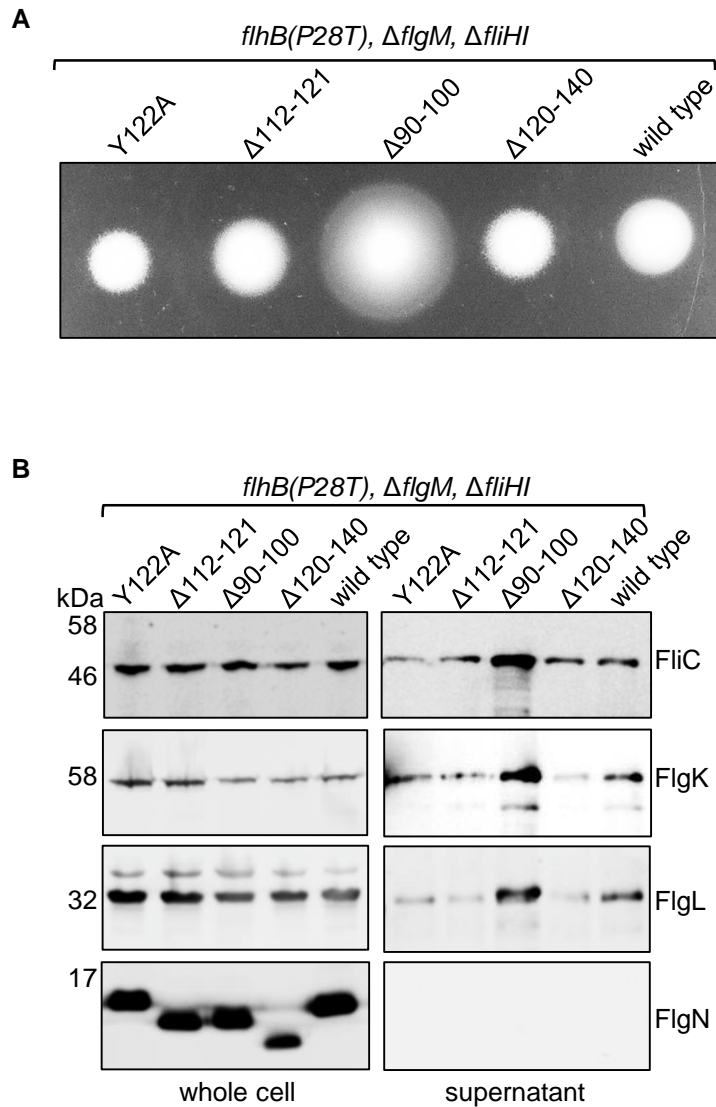 A
flhB(P28T), ΔflgM, ΔfliHI
Y122A Δ112-121 Δ90-100 Δ120-140 wild type
B
flhB(P28T), ΔflgM, ΔfliHI
kDa Y122A Δ112-121 Δ90-100 Δ120-140 wild type Y122A Δ112-121 Δ90-100 Δ120-140 wild type
58
46 FliC
58 FlgK
32 FlgL
17
FlgN
whole cell supernatant